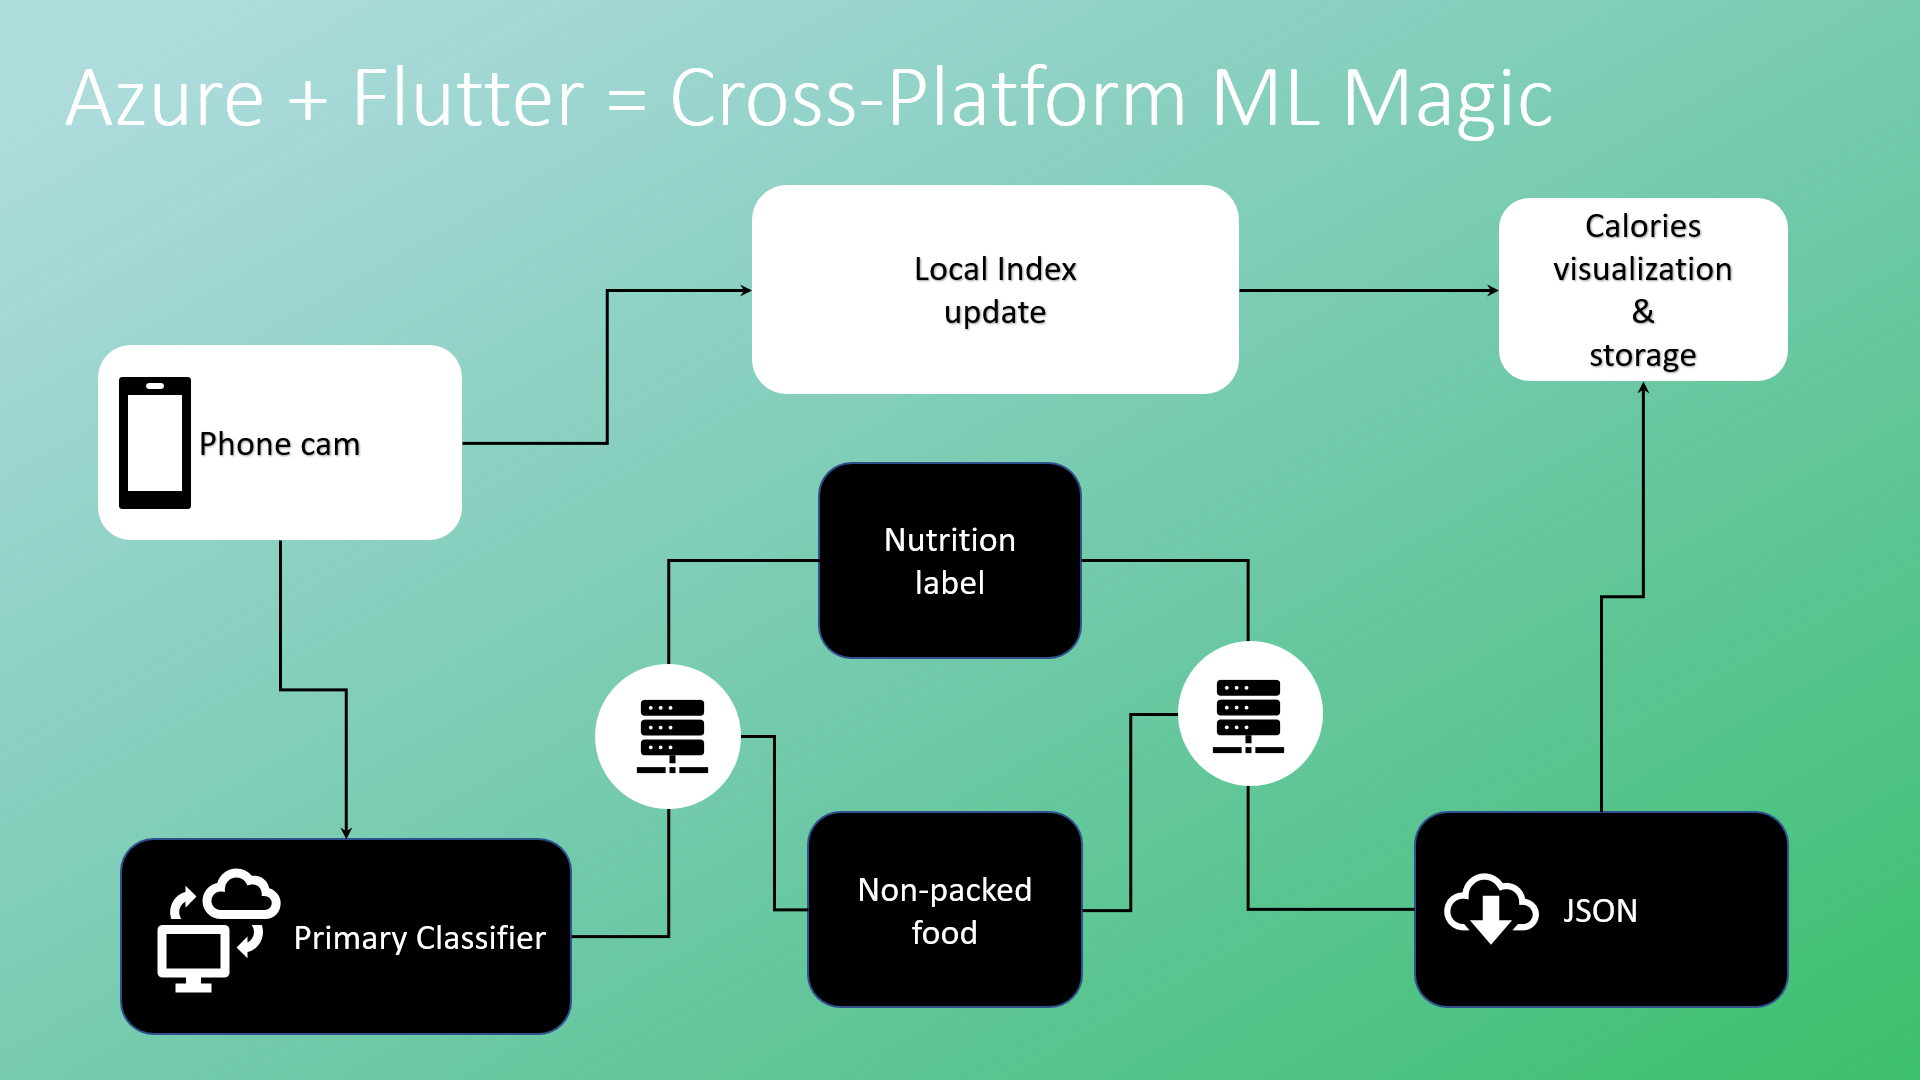 Azure + Flutter = Cross-Platform ML Magic
Local Index
update
Calories
visualization
&
storage
Phone cam
Nutrition
label
Primary Classifier
Non-packed
food
JSON